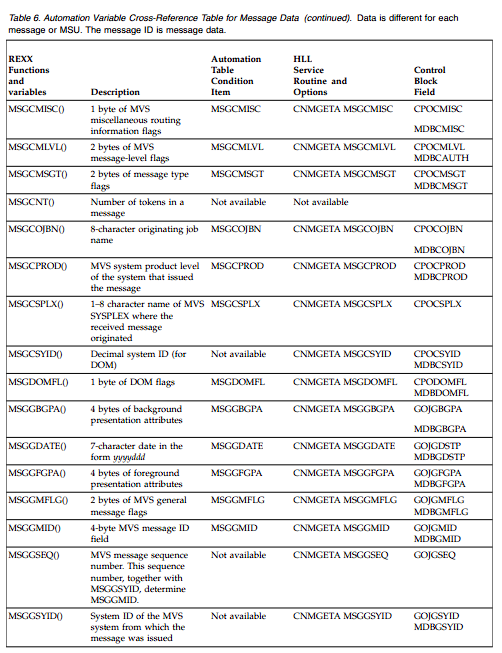 Table 6. Automation Variable Cross-Reference Table for Message Data (continued). Data is different for each
message or MSU. The message ID is message data.
REXX Functions and variables | Description | Automation Table Condition Item | HLL Service Routine and Options | Control Block Field
MSGCMISC() | 1 byte of MVS miscellaneous routing information flags | MSGCMISC | CNMGETA MSGCMISC | CPOCMISC MDBCMISC
MSGCMLVL() | 2 bytes of MVS message-level flags | MSGCMLVL | CNMGETA MSGCMLVL | CPOCMLVL MDBCAUTH
MSGCMSGT() | 2 bytes of message type flags | MSGCMSGT | CNMGETA MSGCMSGT | CPOCMSGT MDBCMSGT
MSGCNT() | Number of tokens in a message | Not available | Not available
MSGCOJBN() | 8-character originating job name | MSGCOJBN | CNMGETA MSGCOJBN | CPOCOJBN MDBCOJBN
MSGCPROD() | MVS system product level of the system that issued the message | MSGCPROD | CNMGETA MSGCPROD | CPOCPROD MDBCPROD
MSGCSPLX() | 1–8 character name of MVS SYSPLEX where the received message originated | MSGCSPLX | CNMGETA MSGCSPLX | CPOCSPLX
MSGCSYID() | Decimal system ID (for DOM) | Not available | CNMGETA MSGCSYID | CPOCSYID MDBCSYID
MSGDOMFL() | 1 byte of DOM flags | MSGDOMFL | CNMGETA MSGDOMFL | CPODOMFL MDBDOMFL
MSGGBGPA() | 4 bytes of background presentation attributes | MSGGBGPA | CNMGETA MSGGBGPA | GOJGBGPA MDBGBGPA
MSGGDATE() | 7-character date in the form yyyyddd | MSGGDATE | CNMGETA MSGGDATE | GOJGDSTP MDBGDSTP
MSGGFGPA() | 4 bytes of foreground presentation attributes | MSGGFGPA | CNMGETA MSGGFGPA | GOJGFGPA MDBGFGPA
MSGGMFLG() | 2 bytes of MVS general message flags | MSGGMFLG | CNMGETA MSGGMFLG | GOJGMFLG MDBGMFLG
MSGGMID() | 4-byte MVS message ID field | MSGGMID | CNMGETA MSGGMID | GOJGMID MDBGMID
MSGGSEQ() | MVS message sequence number. This sequence number, together with MSGGSYID, determine MSGGMID. | Not available | CNMGETA MSGGSEQ | GOJGSEQ
MSGGSYID() | System ID of the MVS system from which the message was issued | Not available | CNMGETA MSGGSYID | GOJGSYID MDBGSYID